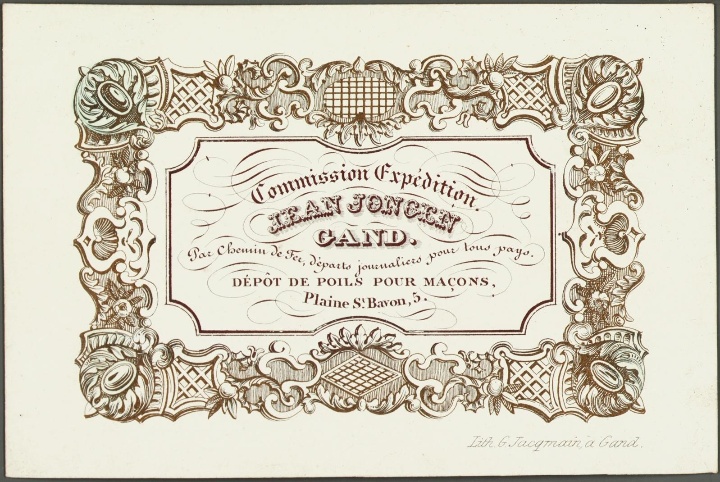 Commission Expédition.
JEAN JONGEN
GAND.
Par Chemin de Fer, départs journaliers pour tous pays.
DÉPÔT DE POILS POUR MAÇONS,
Plaine St. Bavon, 5.
Lith. G. Jacqmain, à Gand.